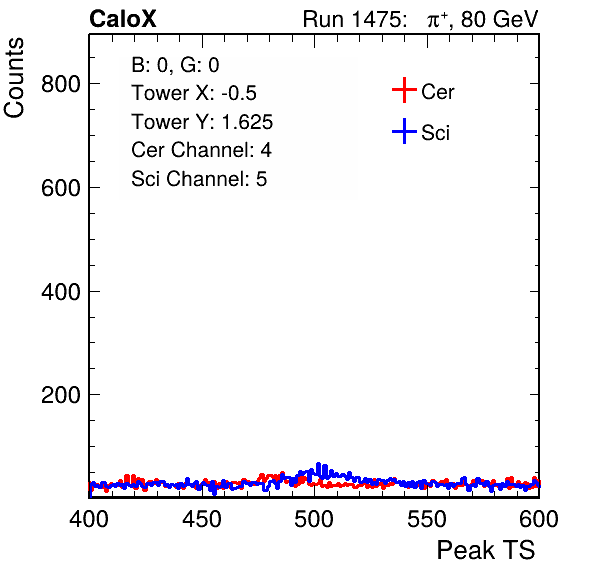 CaloX
Run 1475: π⁺, 80 GeV
Counts
B: 0, G: 0
Tower X: -0.5
Tower Y: 1.625
Cer Channel: 4
Sci Channel: 5
Cer
Sci
800
600
400
200
400 450 500 550 600
Peak TS